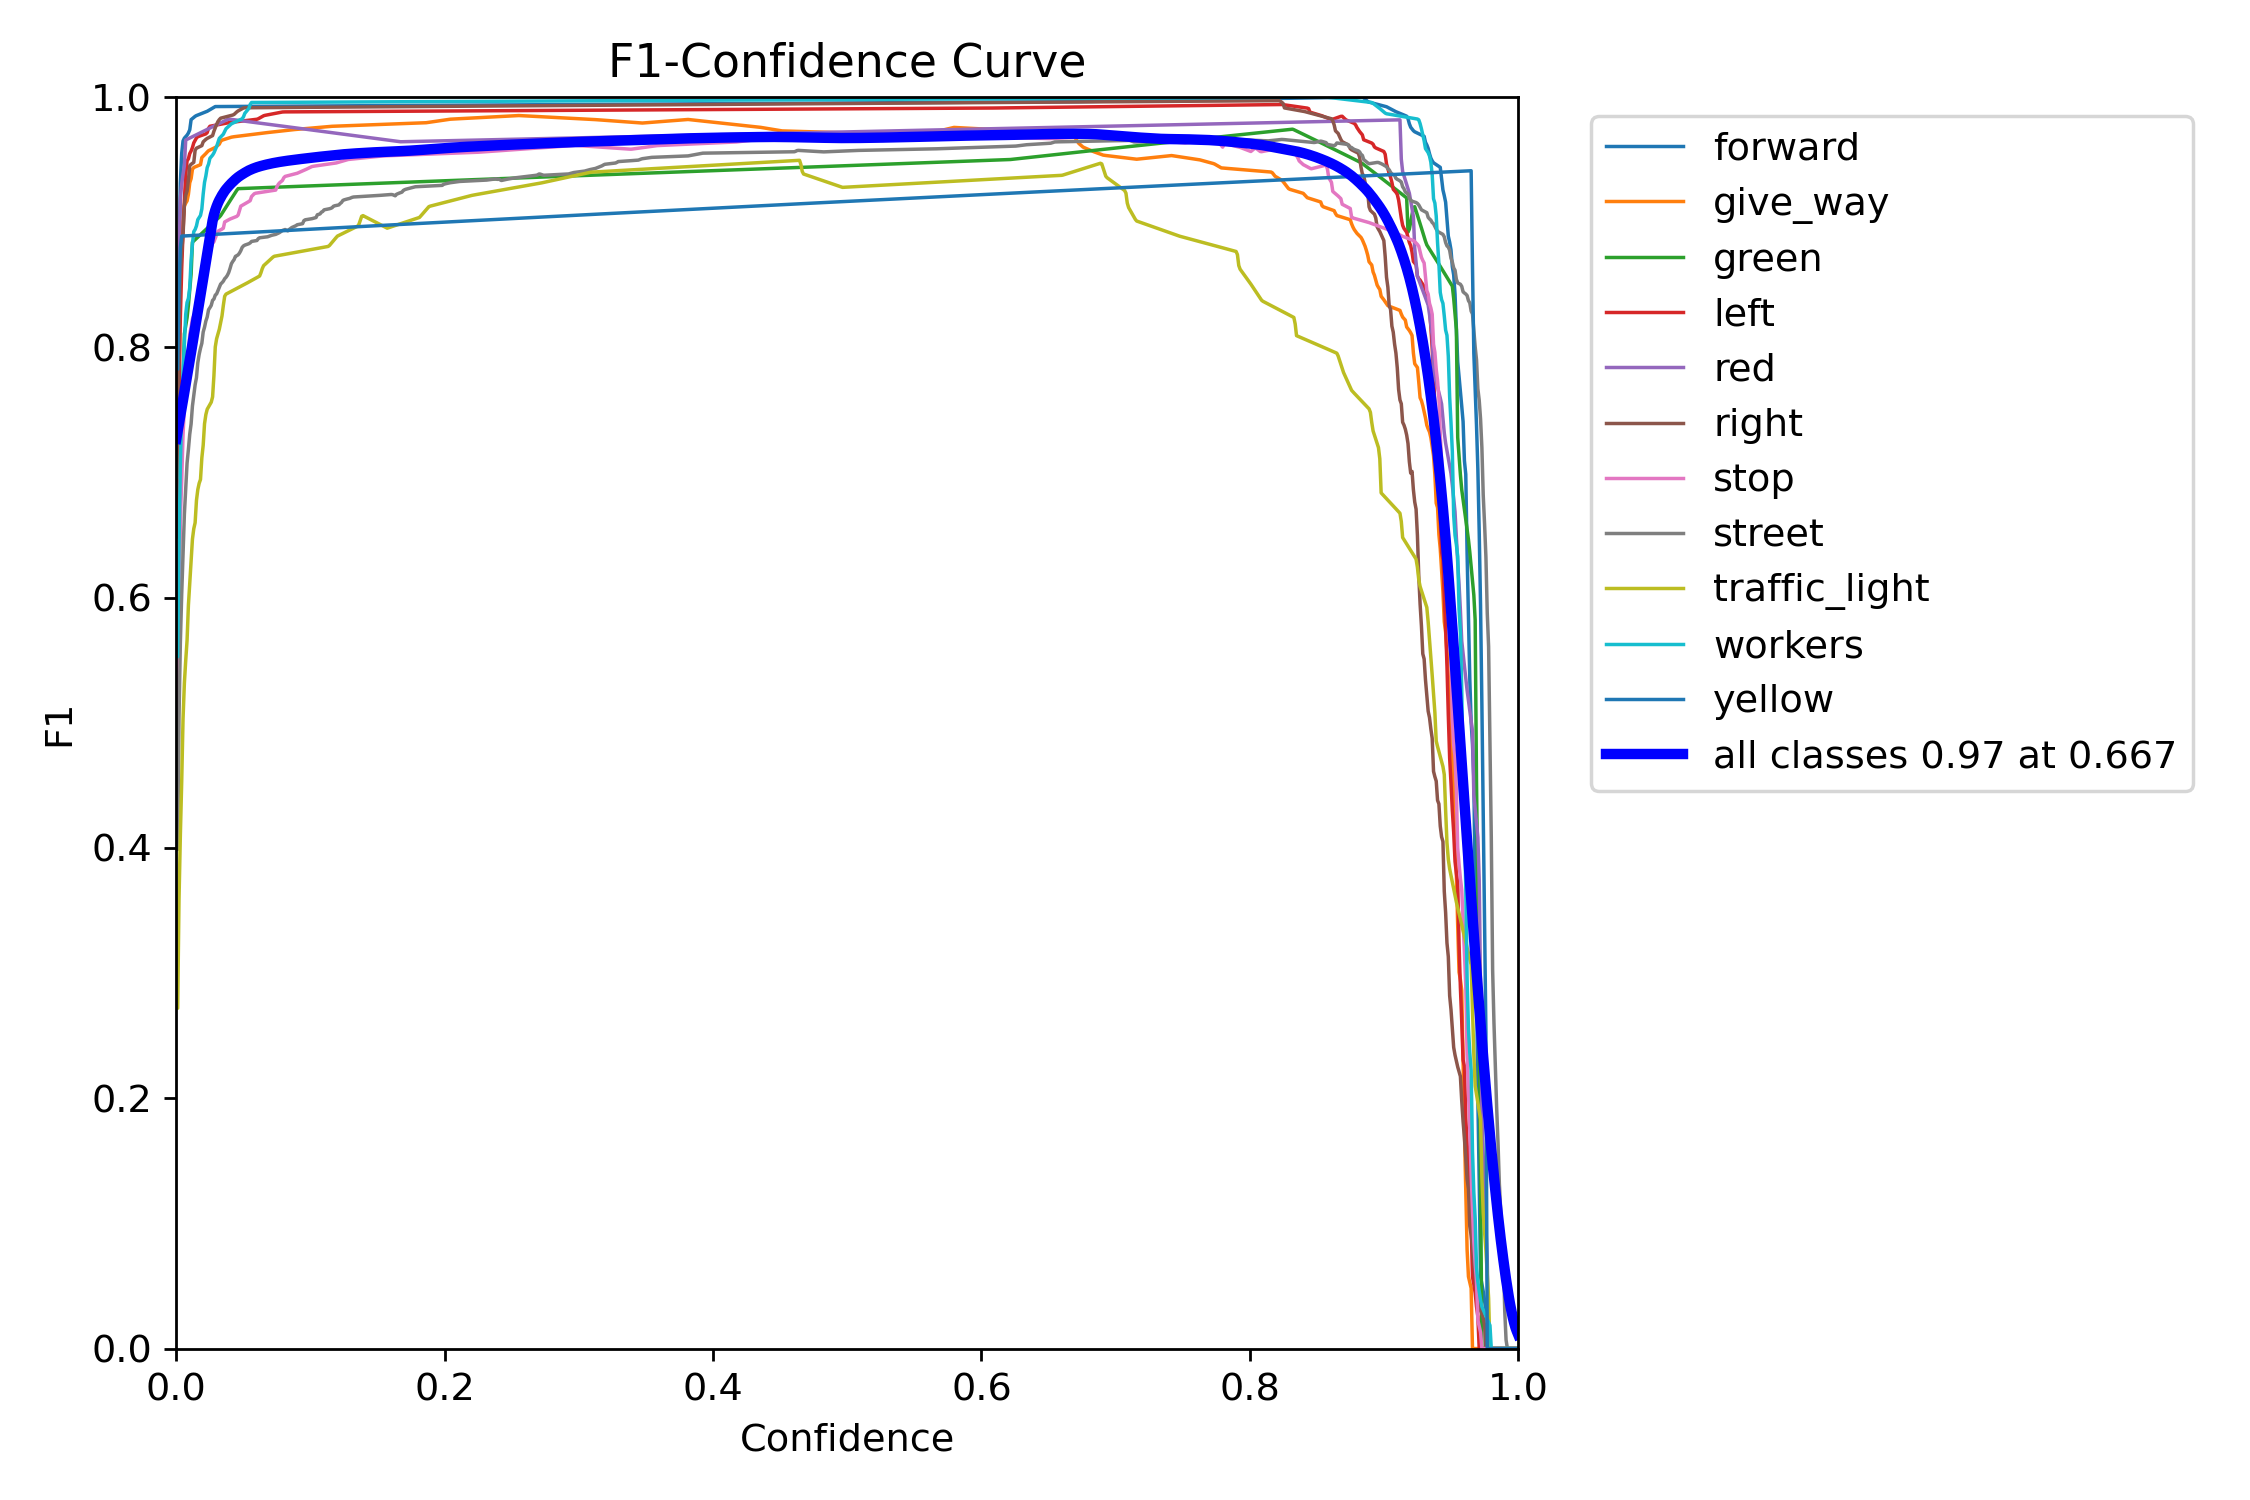 F1-Confidence Curve
1.0
0.8
0.6
0.4
0.2
0.0
F1
0.0 0.2 0.4 0.6 0.8 1.0
Confidence
forward
give_way
green
left
red
right
stop
street
traffic_light
workers
yellow
all classes 0.97 at 0.667